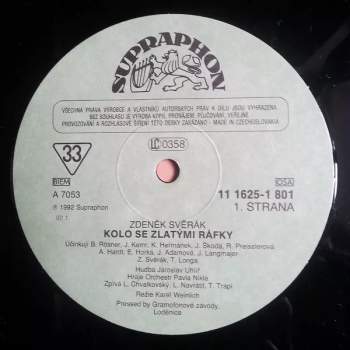 SUPRAPHON
VŠECHNA PRÁVA VÝROBCE A VLASTNÍKŮ AUTORSKÝCH PRÁV K DÍLU JSOU VYHRAZENA.
BEZ SOUHLASU JE VÝROBA KOPIÍ, PRONÁJEM, PŮJČOVÁNÍ, VEŘEJNÉ
PROVOZOVÁNÍ A ROZHLASOVÉ ŠÍŘENÍ TÉTO DESKY ZAKÁZÁNO - MADE IN CZECHOSLOVAKIA
LC 0358
33
BIEM
OSA
A 7053
11 1625-1 801
℗ 1992 Supraphon
1. STRANA
ZDENĚK SVĚRÁK
KOLO SE ZLATÝMI RÁFKY
Účinkují B. Rösner, J. Kemr, K. Heřmánek, J. Škoda, R. Preisslerová
A. Hardt, E. Horka, J. Adamová, J. Langmajer
Z. Svěrák, T. Longa
Hudba Jaroslav Uhlíř
Hraje Orchestr Pavla Nikla
Zpívá L. Chvalkovský, L. Navrást, T. Trapl
Režie Karel Weinlich
Pressed by Gramofonové závody,
Loděnice